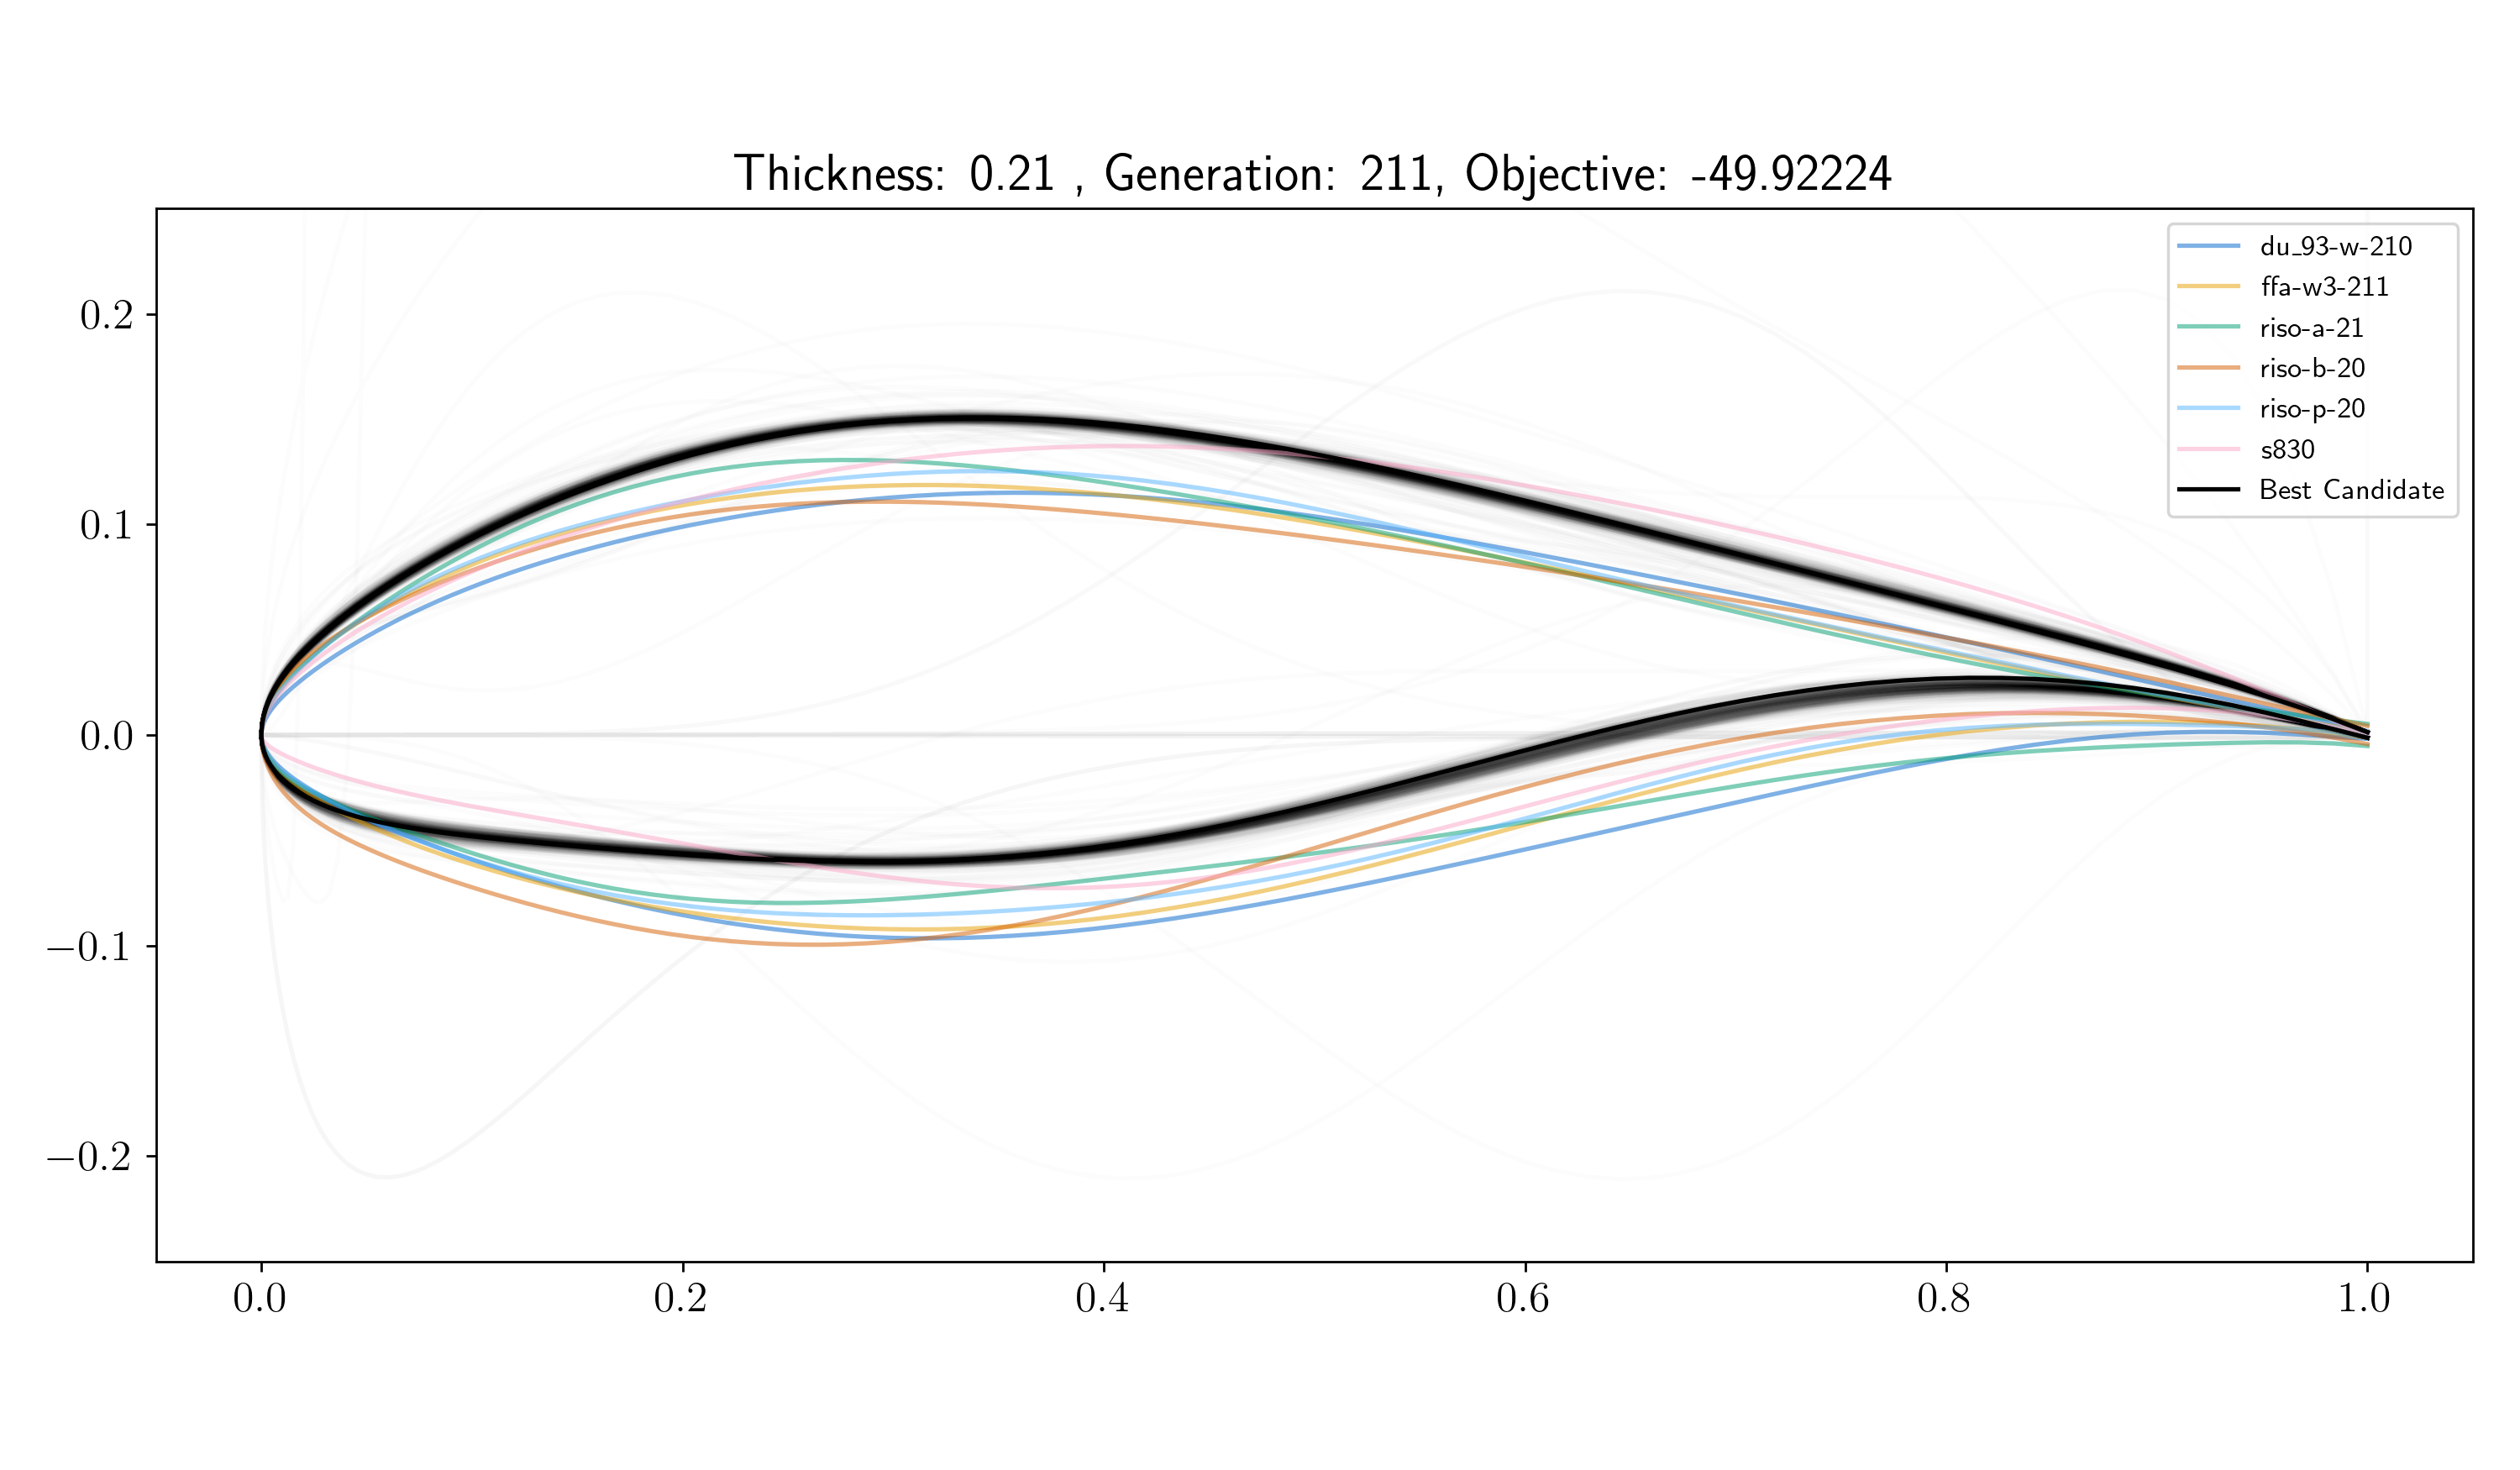 Thickness: 0.21 , Generation: 211, Objective: -49.92224
du_93-w-210
ffa-w3-211
riso-a-21
riso-b-20
riso-p-20
s830
Best Candidate
0.2
0.1
0.0
−0.1
−0.2
0.0 0.2 0.4 0.6 0.8 1.0